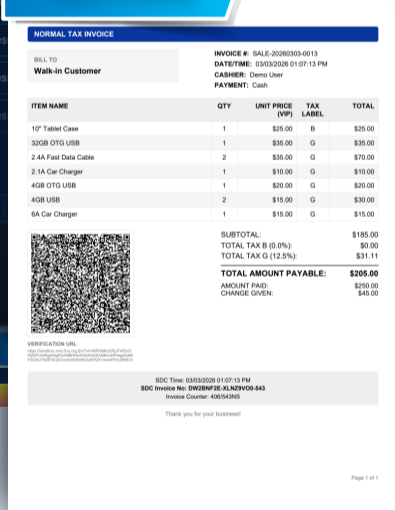 NORMAL TAX INVOICE
BILL TO
Walk-in Customer
INVOICE #: SALE-20260303-0013
DATE/TIME: 03/03/2026 01:07:13 PM
CASHIER: Demo User
PAYMENT: Cash
ITEM NAME QTY UNIT PRICE (VIP) TAX LABEL TOTAL
10" Tablet Case 1 $25.00 B $25.00
32GB OTG USB 1 $35.00 G $35.00
2.4A Fast Data Cable 2 $35.00 G $70.00
2.1A Car Charger 1 $10.00 G $10.00
4GB OTG USB 1 $20.00 G $20.00
4GB USB 2 $15.00 G $30.00
6A Car Charger 1 $15.00 G $15.00
SUBTOTAL: $185.00
TOTAL TAX B (0.0%): $0.00
TOTAL TAX G (12.5%): $31.11
TOTAL AMOUNT PAYABLE: $205.00
AMOUNT PAID: $250.00
CHANGE GIVEN: $45.00
VERIFICATION URL
SDC Time: 03/03/2026 01:07:13 PM
SDC Invoice No: DW2BNF2E-XLNZ9VO0-543
Invoice Counter: 406/543NS
Thank you for your business!
Page 1 of 1